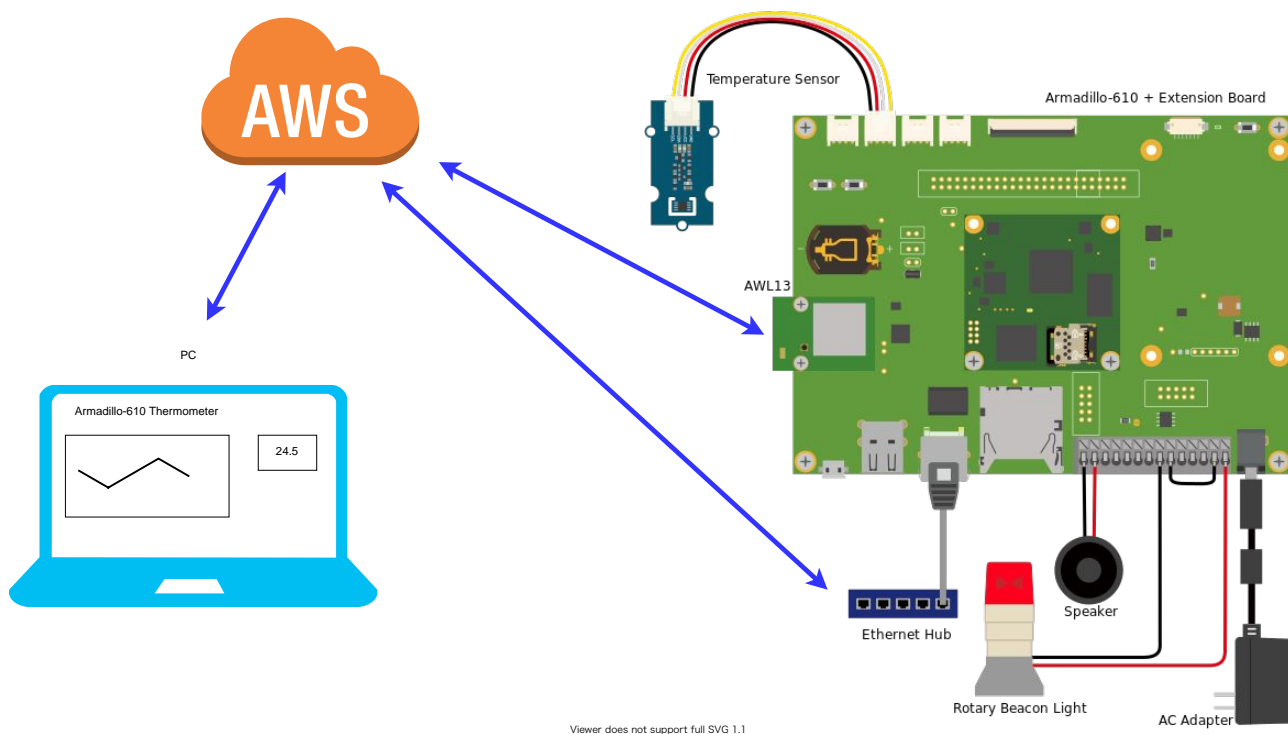 AWS
Temperature Sensor
Armadillo-610 + Extension Board
AWL13
PC
Armadillo-610 Thermometer
24.5
Speaker
Ethernet Hub
Rotary Beacon Light
AC Adapter
Viewer does not support full SVG 1.1